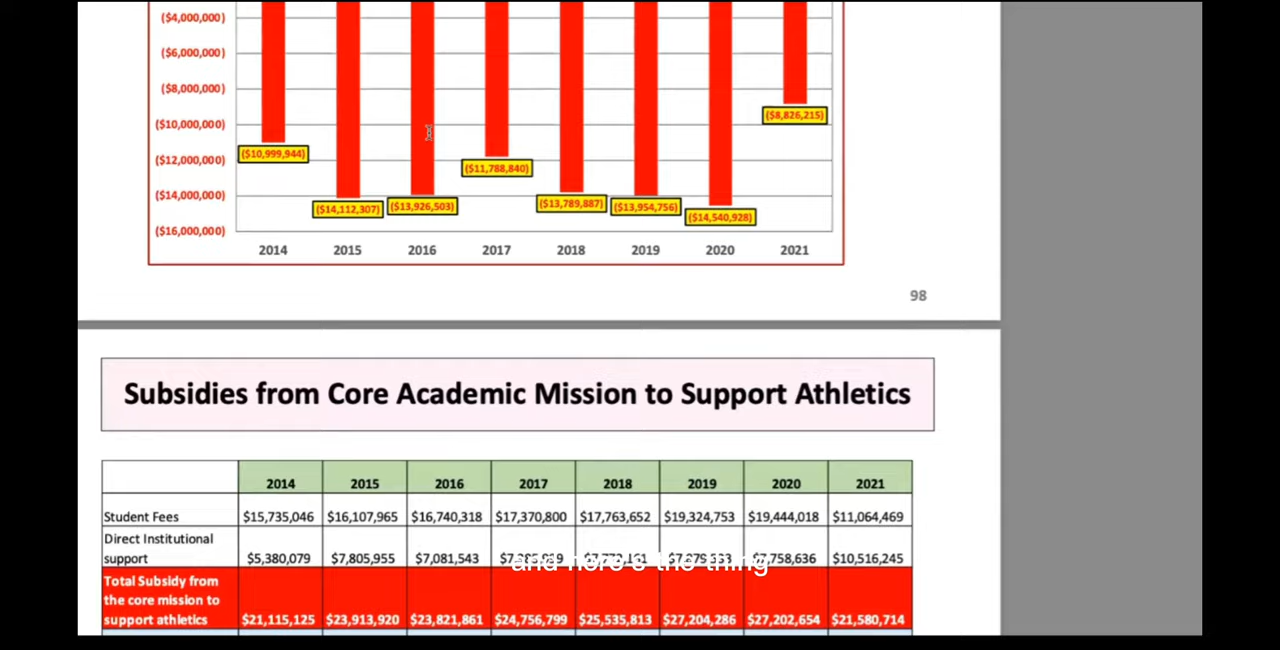 ($4,000,000)
($6,000,000)
($8,000,000)
($10,000,000)
($12,000,000)
($14,000,000)
($16,000,000)
($10,999,944)
($14,112,307)
($13,926,503)
($11,788,840)
($13,789,887)
($13,954,756)
($14,540,928)
($8,826,215)
2014 2015 2016 2017 2018 2019 2020 2021
98
Subsidies from Core Academic Mission to Support Athletics
2014 2015 2016 2017 2018 2019 2020 2021
Student Fees $15,735,046 $16,107,965 $16,740,318 $17,370,800 $17,763,652 $19,324,753 $19,444,018 $11,064,469
Direct Institutional
support $5,380,079 $7,805,955 $7,081,543 $10,516,245
and here's the thing
Total Subsidy from
the core mission to
support athletics $21,115,125 $23,913,920 $23,821,861 $24,756,799 $25,535,813 $27,204,286 $27,202,654 $21,580,714